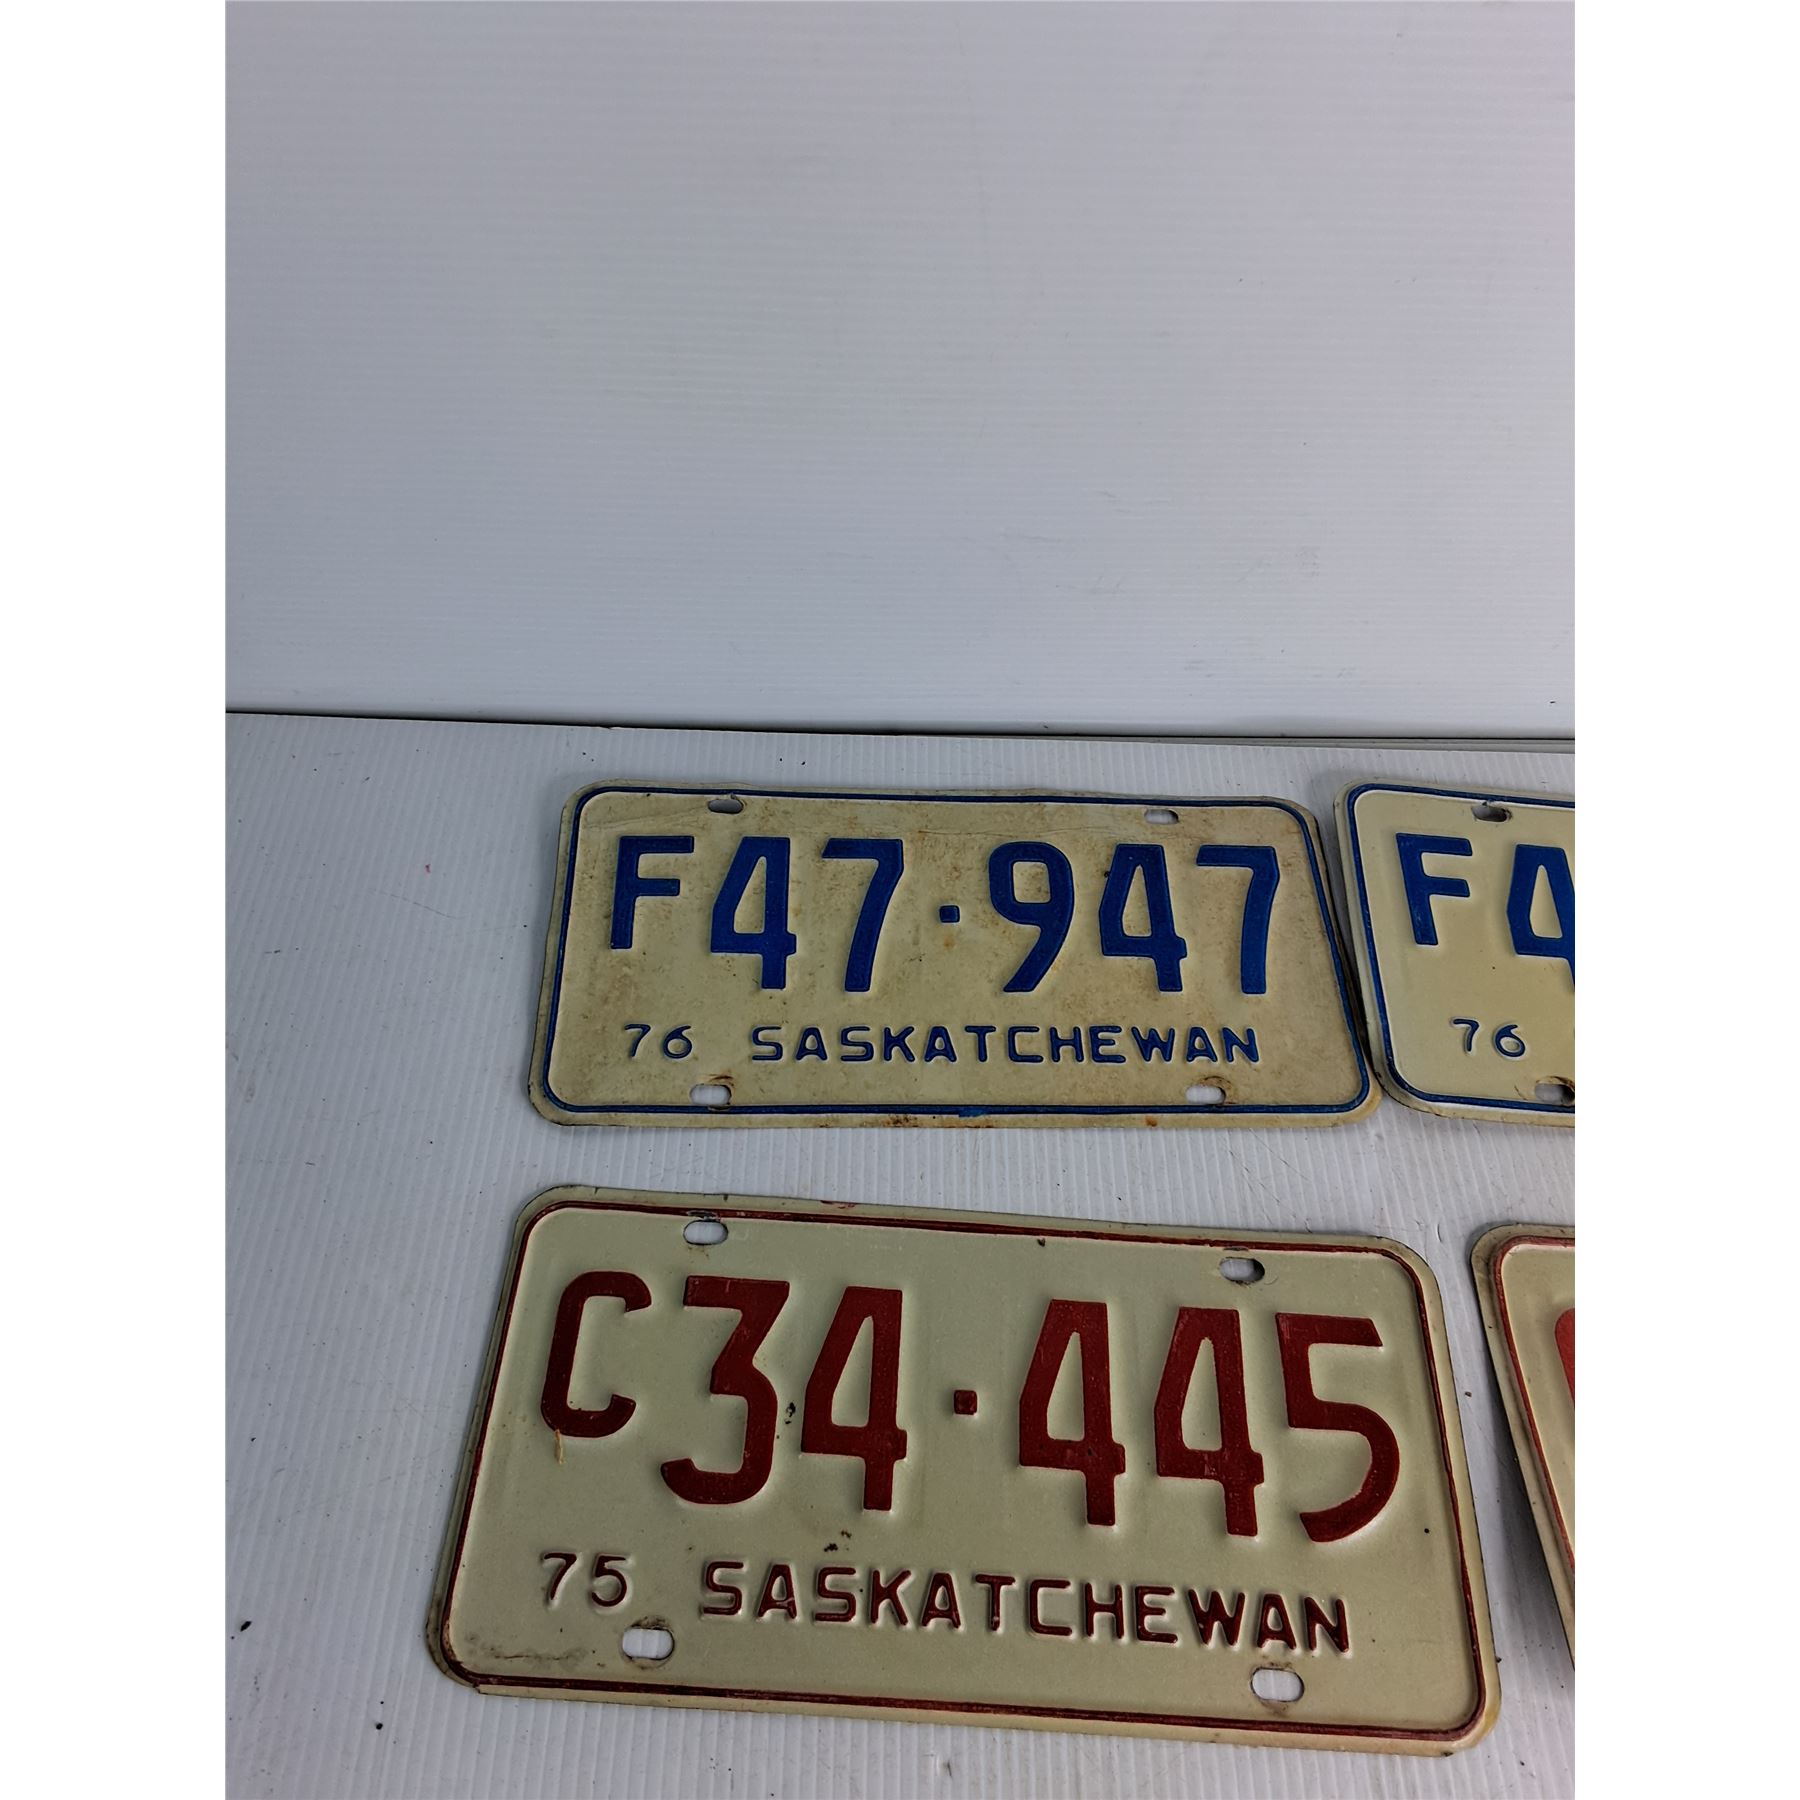 F47·947
76 SASKATCHEWAN
F4
76
C34·445
75 SASKATCHEWAN